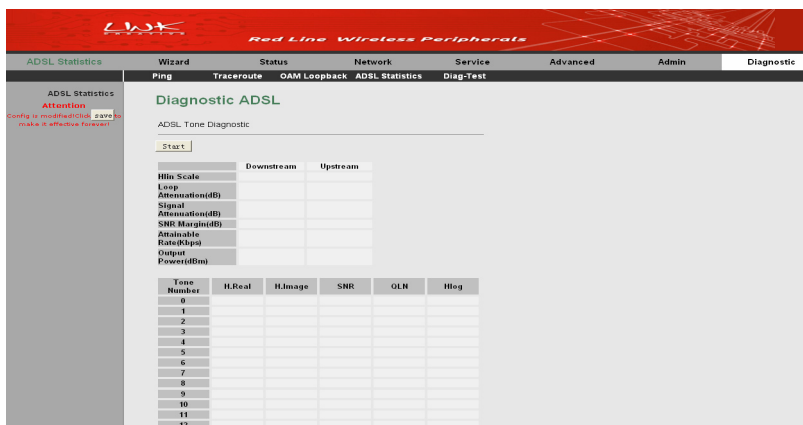 LWK
Red Line Wireless Peripherals
ADSL Statistics Wizard Status Network Service Advanced Admin Diagnostic
Ping Traceroute OAM Loopback ADSL Statistics Diag-Test
ADSL Statistics
Attention
Config is modified!Click save to
make it effective forever!
Diagnostic ADSL
ADSL Tone Diagnostic
Start
Downstream Upstream
Hlin Scale
Loop
Attenuation(dB)
Signal
Attenuation(dB)
SNR Margin(dB)
Attainable
Rate(Kbps)
Output
Power(dBm)
Tone
Number H.Real H.Image SNR QLN Hlog
0
1
2
3
4
5
6
7
8
9
10
11
12